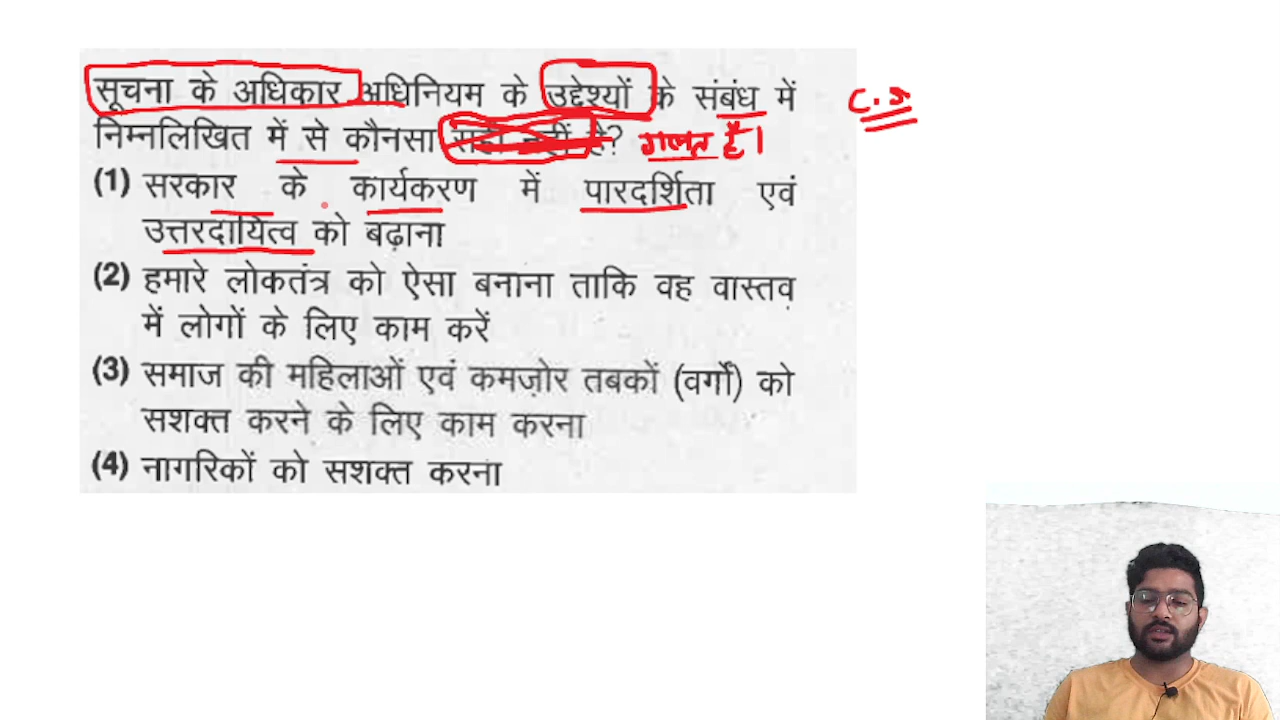 सूचना के अधिकार अधिनियम के उद्देश्यों के संबंध में
निम्नलिखित में से कौनसा सही नहीं है? गलत है।
C.S
(1) सरकार के कार्यकरण में पारदर्शिता एवं
उत्तरदायित्व को बढ़ाना
(2) हमारे लोकतंत्र को ऐसा बनाना ताकि वह वास्तव
में लोगों के लिए काम करें
(3) समाज की महिलाओं एवं कमज़ोर तबकों (वर्गों) को
सशक्त करने के लिए काम करना
(4) नागरिकों को सशक्त करना